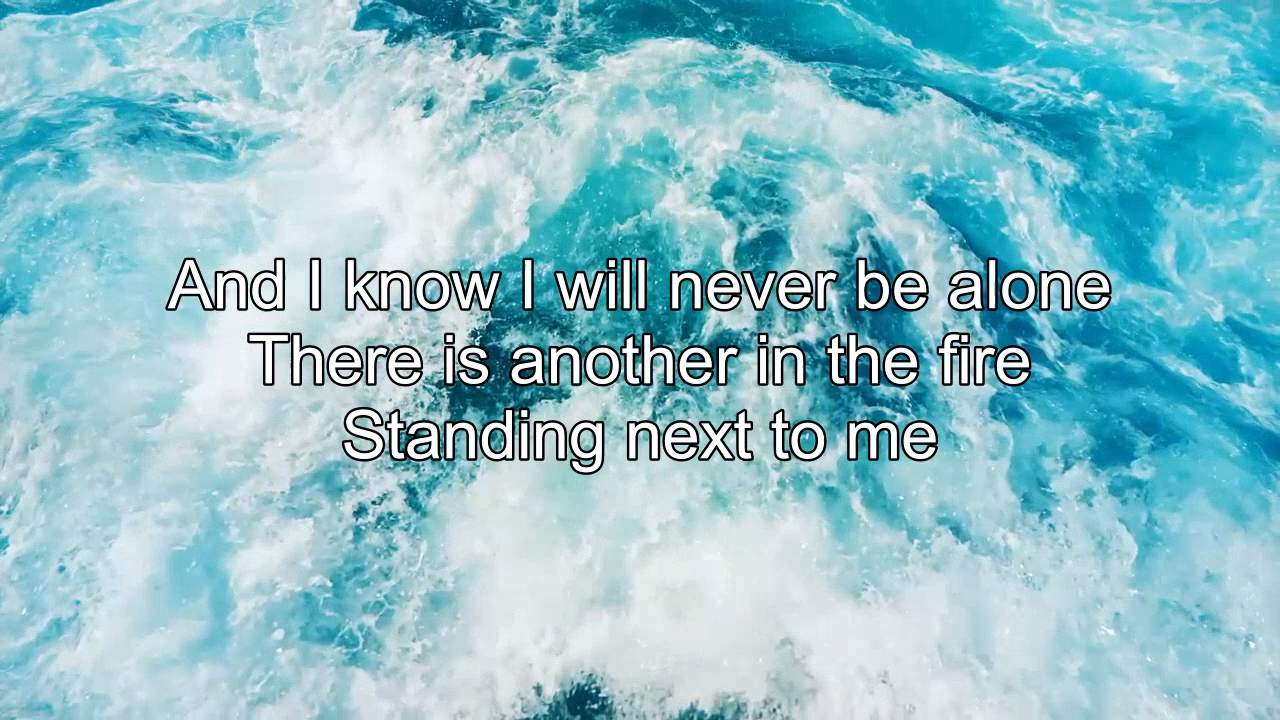 And I know I will never be alone
There is another in the fire
Standing next to me